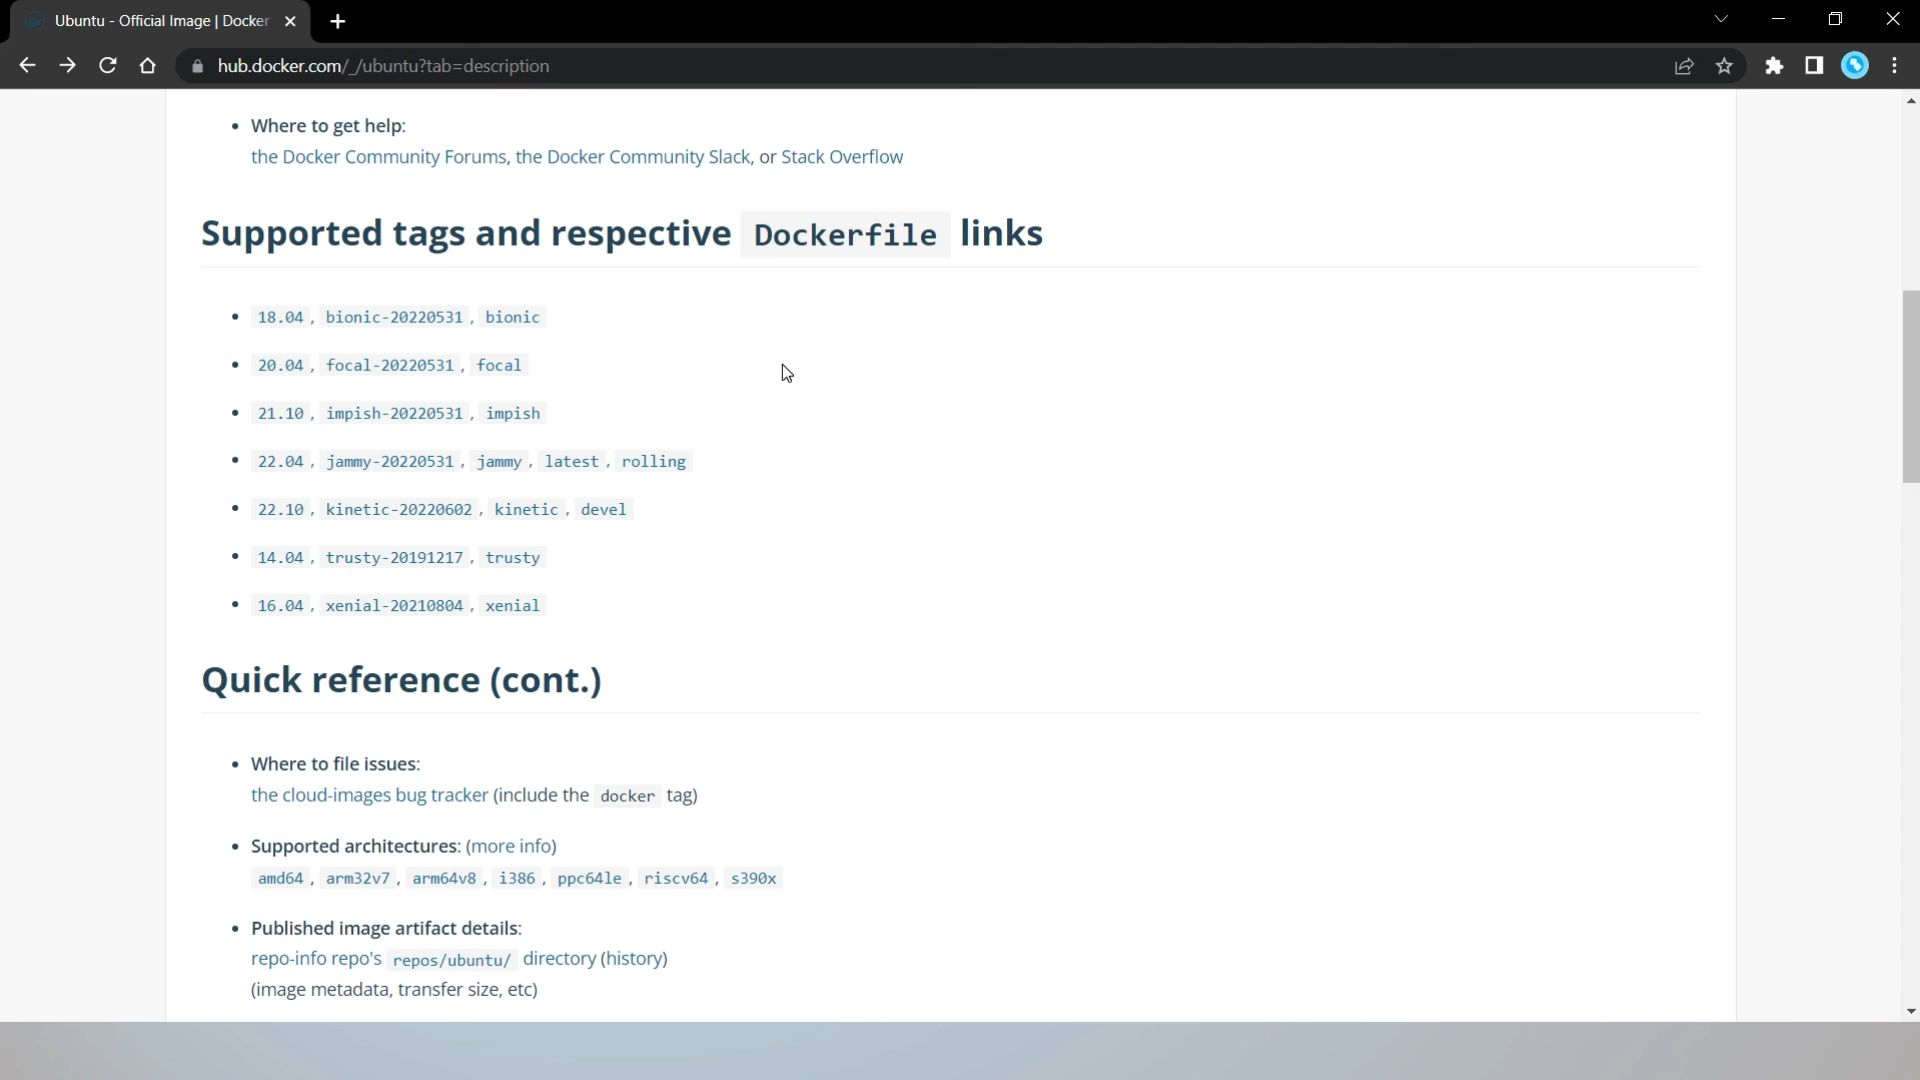 Ubuntu - Official Image | Docker
hub.docker.com/_/ubuntu?tab=description
• Where to get help:
the Docker Community Forums, the Docker Community Slack, or Stack Overflow
Supported tags and respective Dockerfile links
• 18.04, bionic-20220531, bionic
• 20.04, focal-20220531, focal
• 21.10, impish-20220531, impish
• 22.04, jammy-20220531, jammy, latest, rolling
• 22.10, kinetic-20220602, kinetic, devel
• 14.04, trusty-20191217, trusty
• 16.04, xenial-20210804, xenial
Quick reference (cont.)
• Where to file issues:
the cloud-images bug tracker (include the docker tag)
• Supported architectures: (more info)
amd64, arm32v7, arm64v8, i386, ppc64le, riscv64, s390x
• Published image artifact details:
repo-info repo's repos/ubuntu/ directory (history)
(image metadata, transfer size, etc)